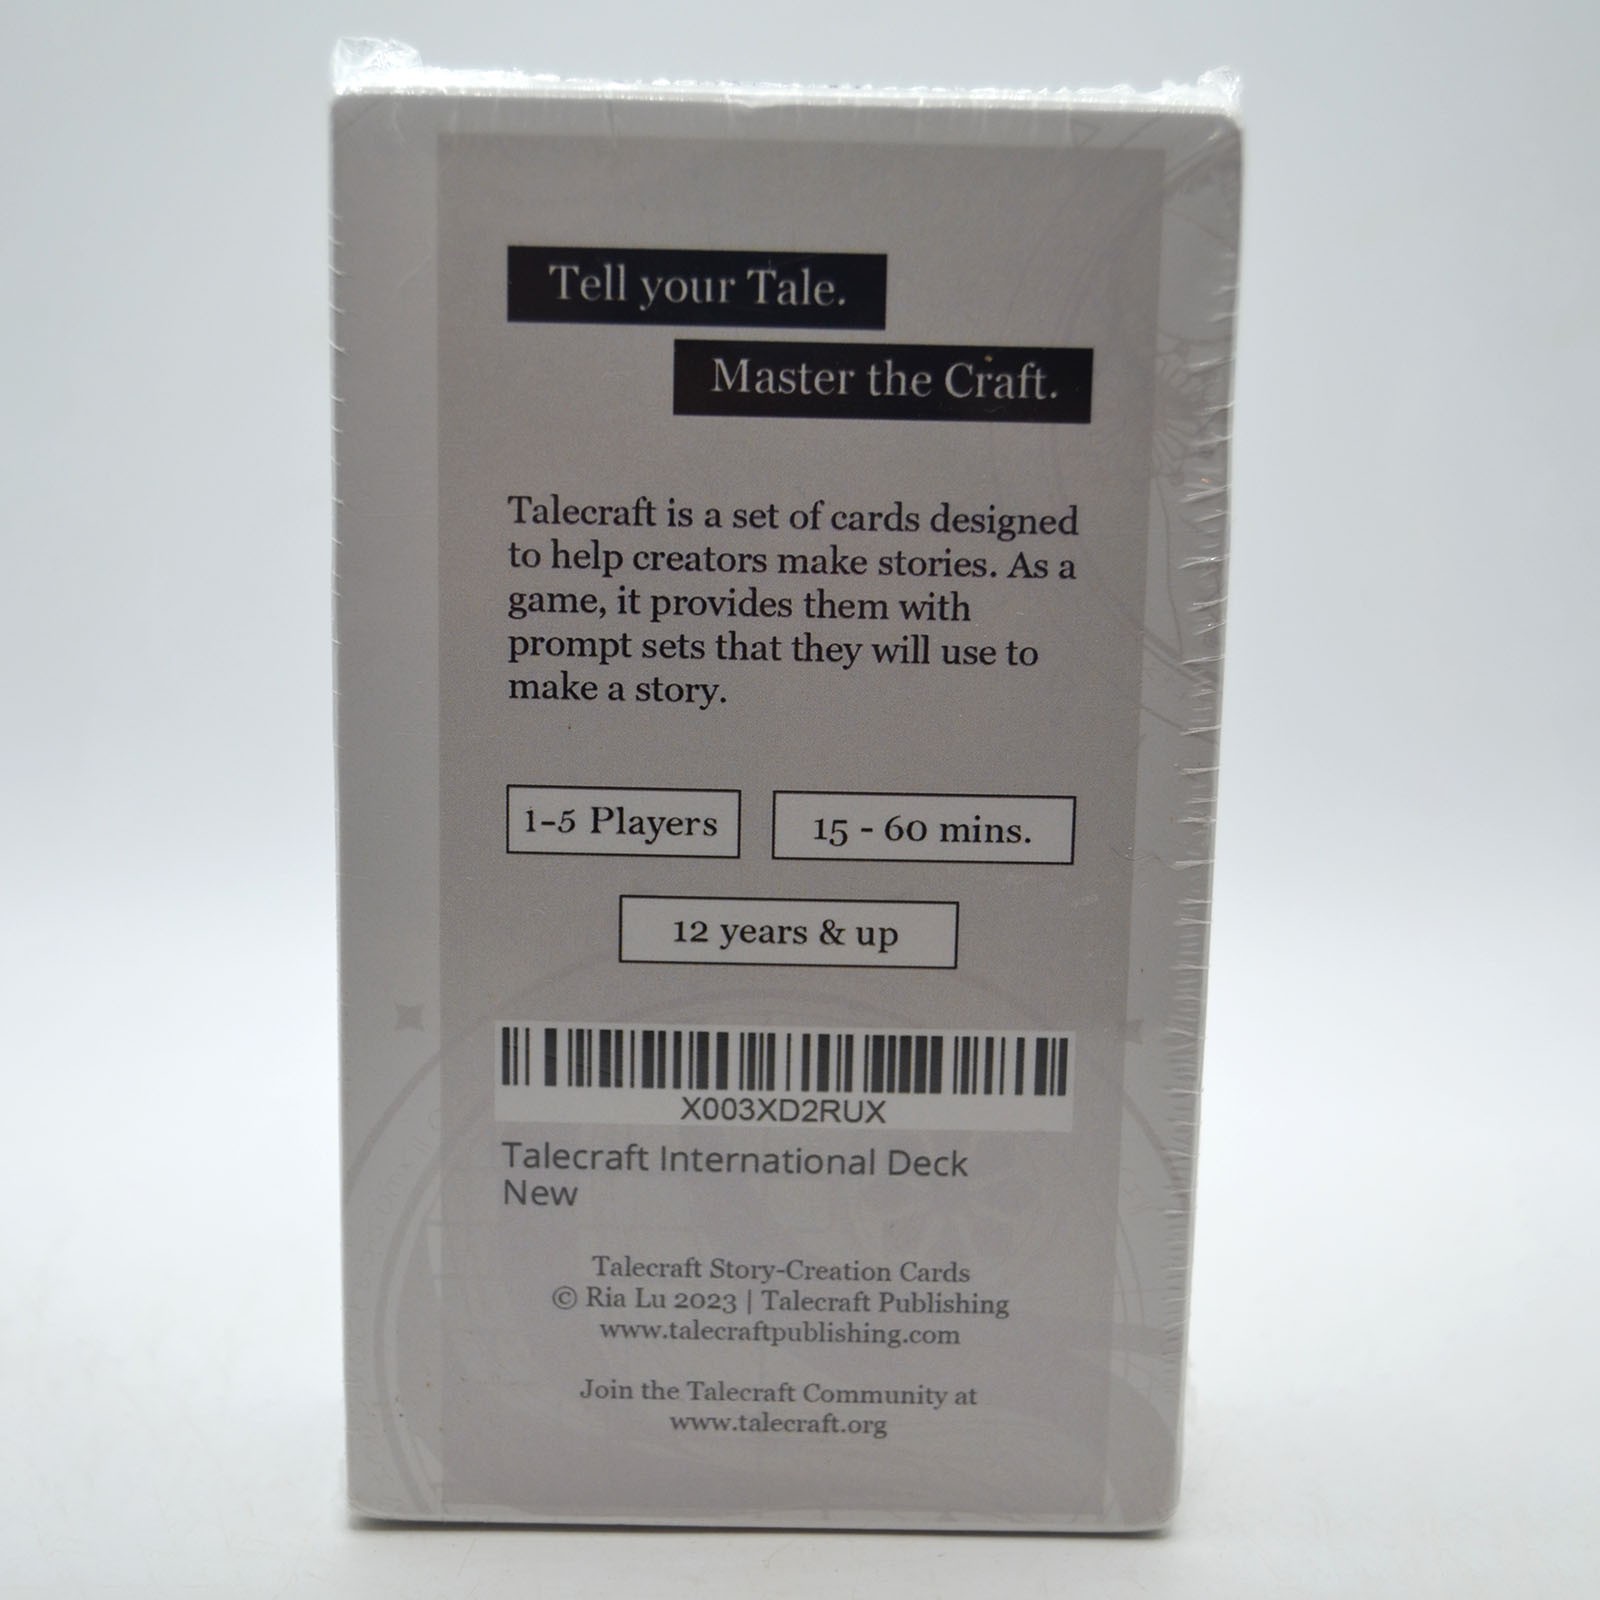 Tell your Tale.
Master the Craft.
Talecraft is a set of cards designed
to help creators make stories. As a
game, it provides them with
prompt sets that they will use to
make a story.
1-5 Players
15 - 60 mins.
12 years & up
X003XD2RUX
Talecraft International Deck
New
Talecraft Story-Creation Cards
© Ria Lu 2023 | Talecraft Publishing
www.talecraftpublishing.com
Join the Talecraft Community at
www.talecraft.org